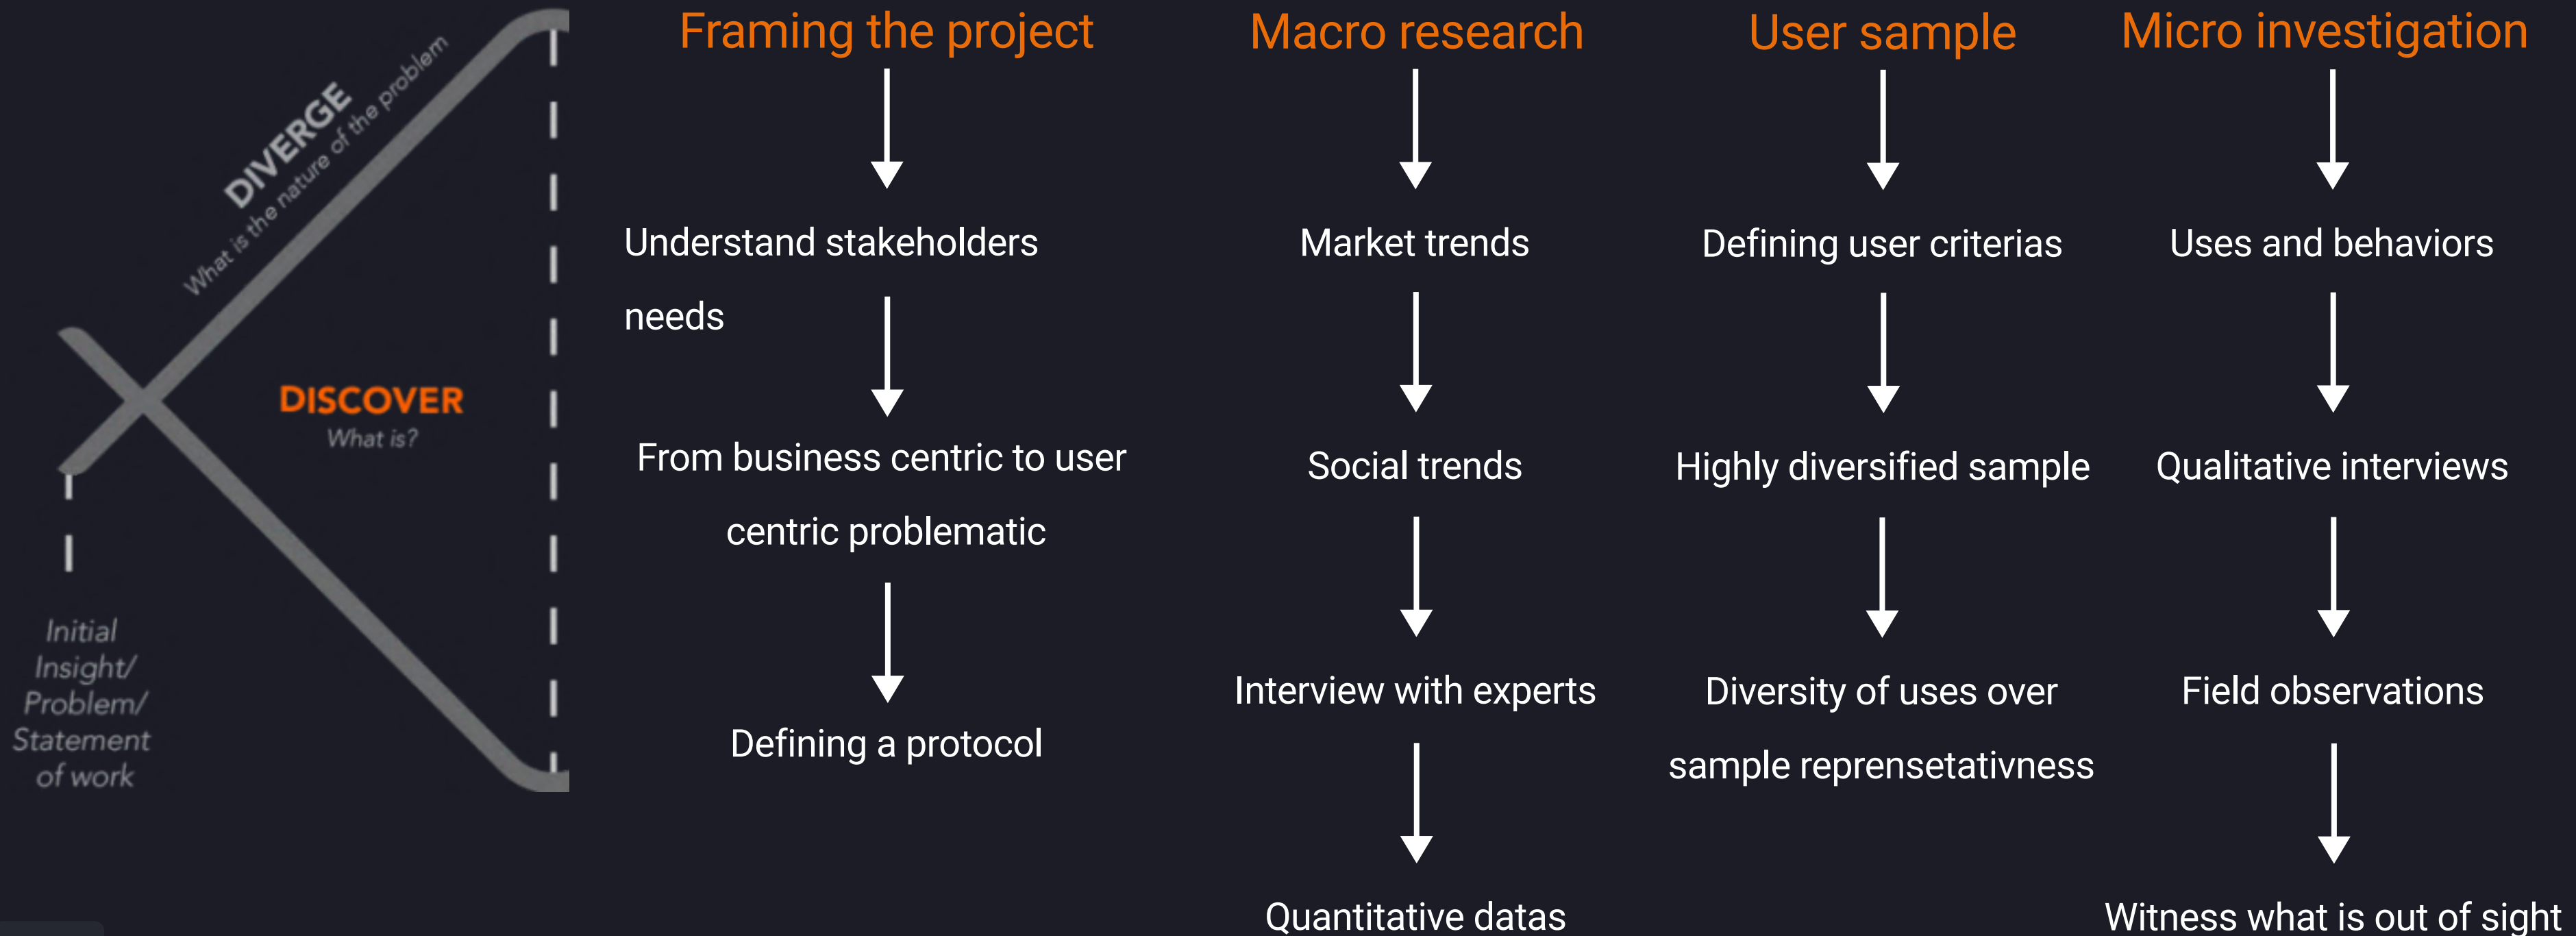 DIVERGE
What is the nature of the problem
DISCOVER
What is?
Initial
Insight/
Problem/
Statement
of work
Framing the project
Understand stakeholders
needs
From business centric to user
centric problematic
Defining a protocol
Macro research
Market trends
Social trends
Interview with experts
Quantitative datas
User sample
Defining user criterias
Highly diversified sample
Diversity of uses over
sample reprensetativness
Micro investigation
Uses and behaviors
Qualitative interviews
Field observations
Witness what is out of sight